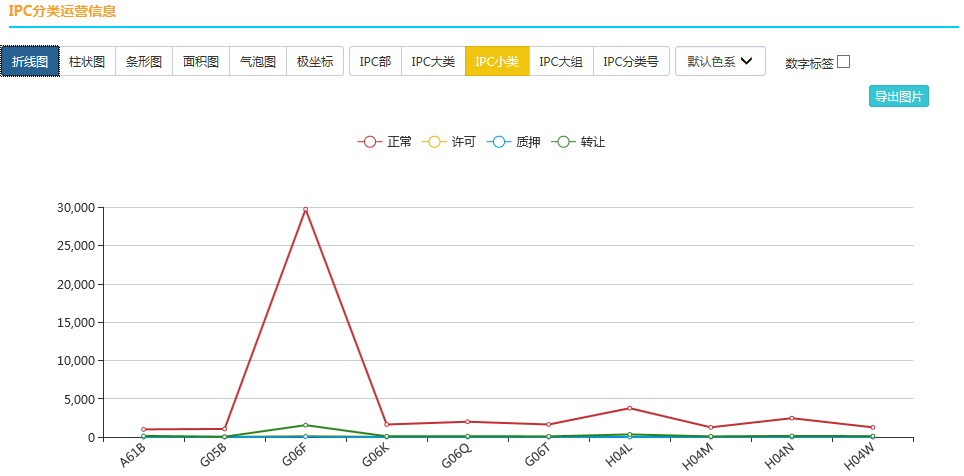 IPC分类运营信息
折线图 柱状图 条形图 面积图 气泡图 极坐标 IPC部 IPC大类 IPC小类 IPC大组 IPC分类号 默认色系 数字标签
导出图片
正常 许可 质押 转让
30,000
25,000
20,000
15,000
10,000
5,000
0
A61B G05B G06F G06K G06Q G06T H04L H04M H04N H04W